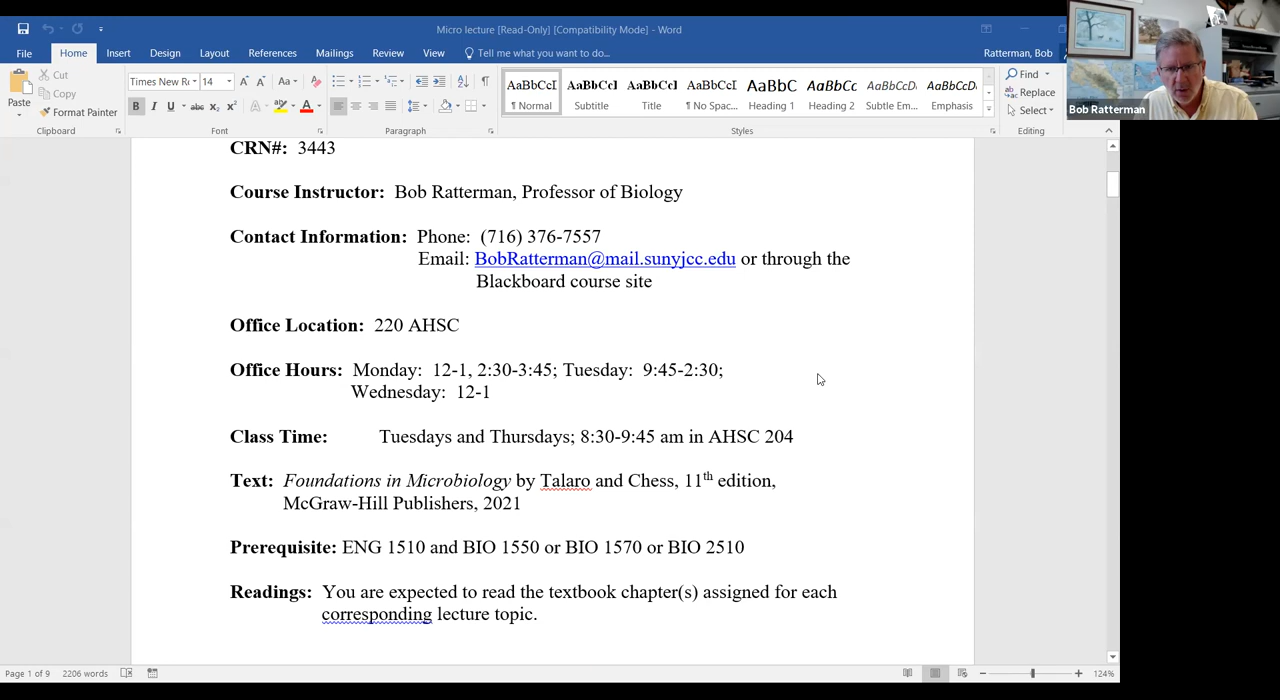 Micro lecture [Read-Only] [Compatibility Mode] - Word
File Home Insert Design Layout References Mailings Review View Tell me what you want to do... Ratterman, Bob
Paste Cut
Copy
Format Painter
Clipboard
Times New R 14
Font
Paragraph
AaBbCcI AaBbCcI AaBbCcI AaBbCcI AaBbC AaBbCc AaBbCcD AaBbCcD
¶ Normal Subtitle Title ¶ No Spac... Heading 1 Heading 2 Subtle Em... Emphasis
Styles
Find
Replace
Select
Editing
Bob Ratterman
CRN#: 3443
Course Instructor: Bob Ratterman, Professor of Biology
Contact Information: Phone: (716) 376-7557
Email: BobRatterman@mail.sunyjcc.edu or through the
Blackboard course site
Office Location: 220 AHSC
Office Hours: Monday: 12-1, 2:30-3:45; Tuesday: 9:45-2:30;
Wednesday: 12-1
Class Time: Tuesdays and Thursdays; 8:30-9:45 am in AHSC 204
Text: Foundations in Microbiology by Talaro and Chess, 11th edition,
McGraw-Hill Publishers, 2021
Prerequisite: ENG 1510 and BIO 1550 or BIO 1570 or BIO 2510
Readings: You are expected to read the textbook chapter(s) assigned for each
corresponding lecture topic.
Page 1 of 9 2206 words 124%